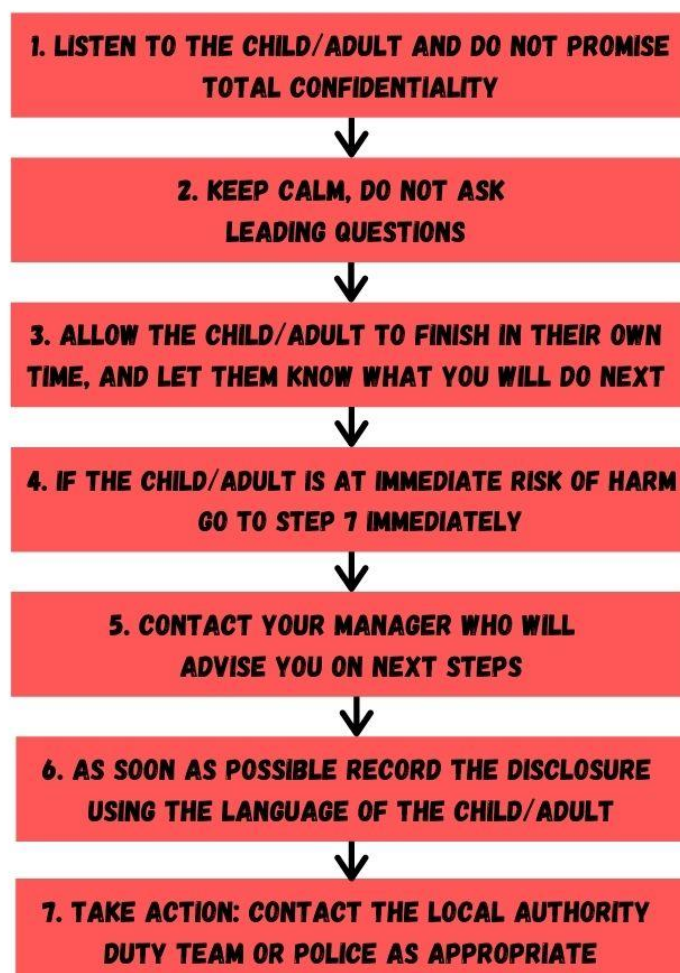 1. LISTEN TO THE CHILD/ADULT AND DO NOT PROMISE
TOTAL CONFIDENTIALITY
2. KEEP CALM, DO NOT ASK
LEADING QUESTIONS
3. ALLOW THE CHILD/ADULT TO FINISH IN THEIR OWN
TIME, AND LET THEM KNOW WHAT YOU WILL DO NEXT
4. IF THE CHILD/ADULT IS AT IMMEDIATE RISK OF HARM
GO TO STEP 7 IMMEDIATELY
5. CONTACT YOUR MANAGER WHO WILL
ADVISE YOU ON NEXT STEPS
6. AS SOON AS POSSIBLE RECORD THE DISCLOSURE
USING THE LANGUAGE OF THE CHILD/ADULT
7. TAKE ACTION: CONTACT THE LOCAL AUTHORITY
DUTY TEAM OR POLICE AS APPROPRIATE